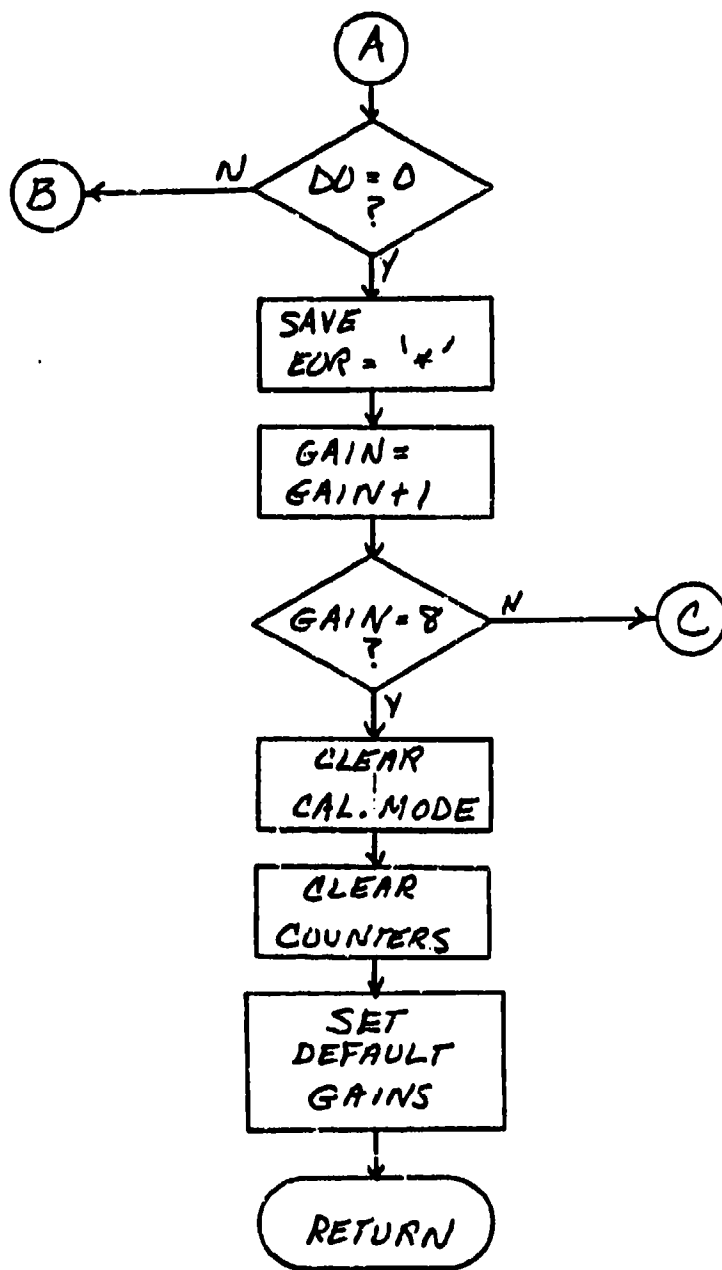 A
N
B
DO = 0
?
Y
SAVE
EOR = '*'
GAIN =
GAIN + 1
GAIN = 8
?
N
C
Y
CLEAR
CAL. MODE
CLEAR
COUNTERS
SET
DEFAULT
GAINS
RETURN